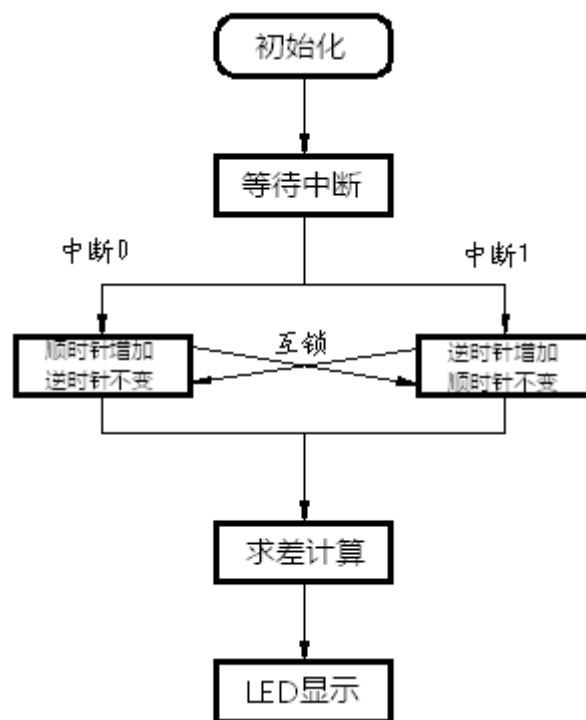 初始化
等待中断
中断0
中断1
顺时针增加
逆时针不变
互锁
逆时针增加
顺时针不变
求差计算
LED显示